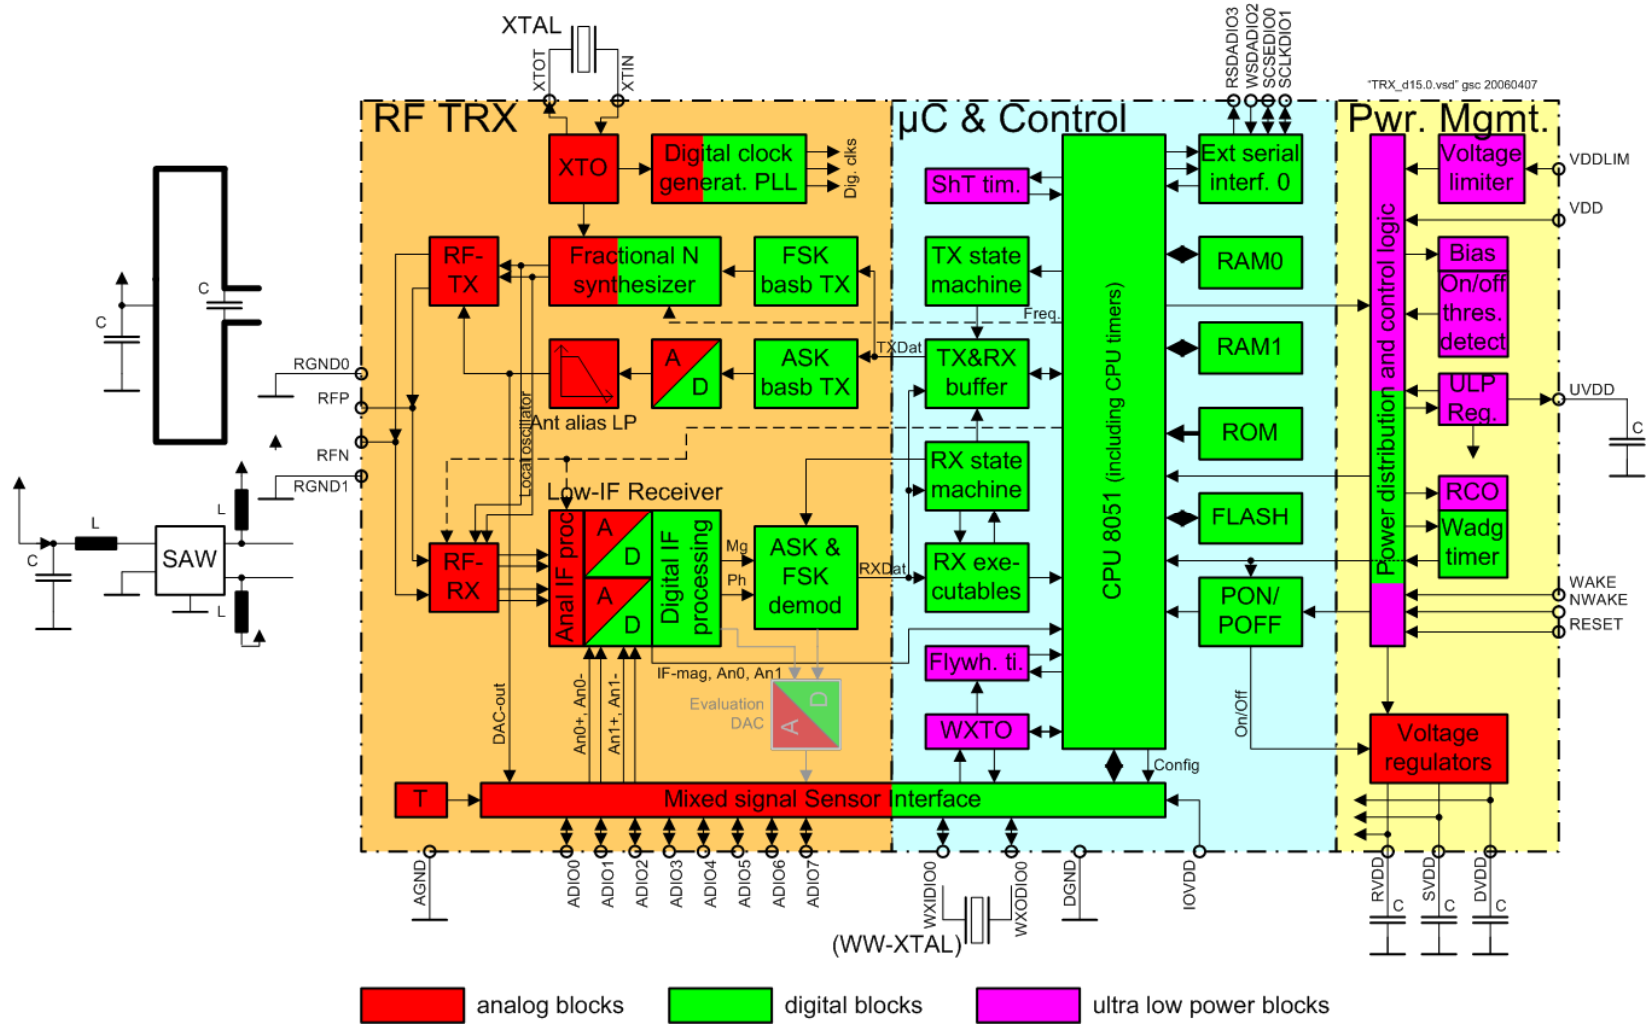 XTAL
XTOT
XTIN
RSDADIO3
WSDADIO2
SCSEDIO0
SCLKDIO1
"TRX_d15.0.vsd" gsc 20060407
RF TRX
µC & Control
Pwr. Mgmt.
XTO
Digital clock
generat. PLL
Dig. clks
ShT tim.
Ext serial
interf. 0
Voltage
limiter
VDDLIM
VDD
RF-
TX
Fractional N
synthesizer
FSK
basb TX
TX state
machine
RAM0
Bias
On/off
thres.
detect
C
C
Freq.
CPU 8051 (including CPU timers)
Power distribution and control logic
RGND0
RFP
RFN
RGND1
A
D
ASK
basb TX
TXDat
TX&RX
buffer
RAM1
ULP
Reg.
UVDD
C
Ant alias LP
Local oscillator
RX state
machine
ROM
RCO
Wadg
timer
Low-IF Receiver
FLASH
L
L
C
SAW
L
RF-
RX
Anal IF proc
A
D
A
D
Digital IF
processing
Mg
Ph
ASK &
FSK
demod
RXDat
RX exe-
cutables
PON/
POFF
WAKE
NWAKE
RESET
IF-mag, An0, An1
Flywh. ti.
DAC-out
An0+, An0-
An1+, An1-
Evaluation
DAC
A
D
WXTO
On/Off
Config
Voltage
regulators
T
Mixed signal Sensor Interface
AGND
ADIO0
ADIO1
ADIO2
ADIO3
ADIO4
ADIO5
ADIO6
ADIO7
WXIDIO0
WXODIO0
DGND
IOVDD
RVDD
SVDD
DVDD
C
C
C
(WW-XTAL)
analog blocks
digital blocks
ultra low power blocks